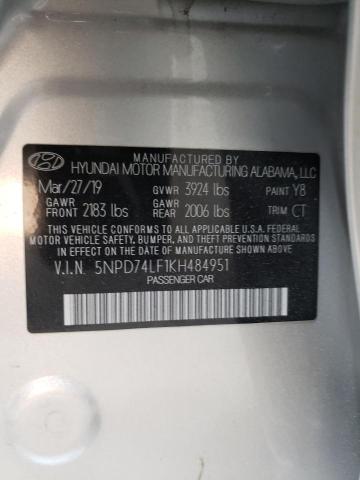 MANUFACTURED BY
HYUNDAI MOTOR MANUFACTURING ALABAMA, LLC
Mar/27/19 GVWR 3924 lbs PAINT Y8
GAWR FRONT 2183 lbs GAWR REAR 2006 lbs TRIM CT
THIS VEHICLE CONFORMS TO ALL APPLICABLE U.S.A. FEDERAL
MOTOR VEHICLE SAFETY, BUMPER, AND THEFT PREVENTION STANDARDS
IN EFFECT ON THE DATE OF MANUFACTURE SHOWN ABOVE.
V.I.N. 5NPD74LF1KH484951
PASSENGER CAR